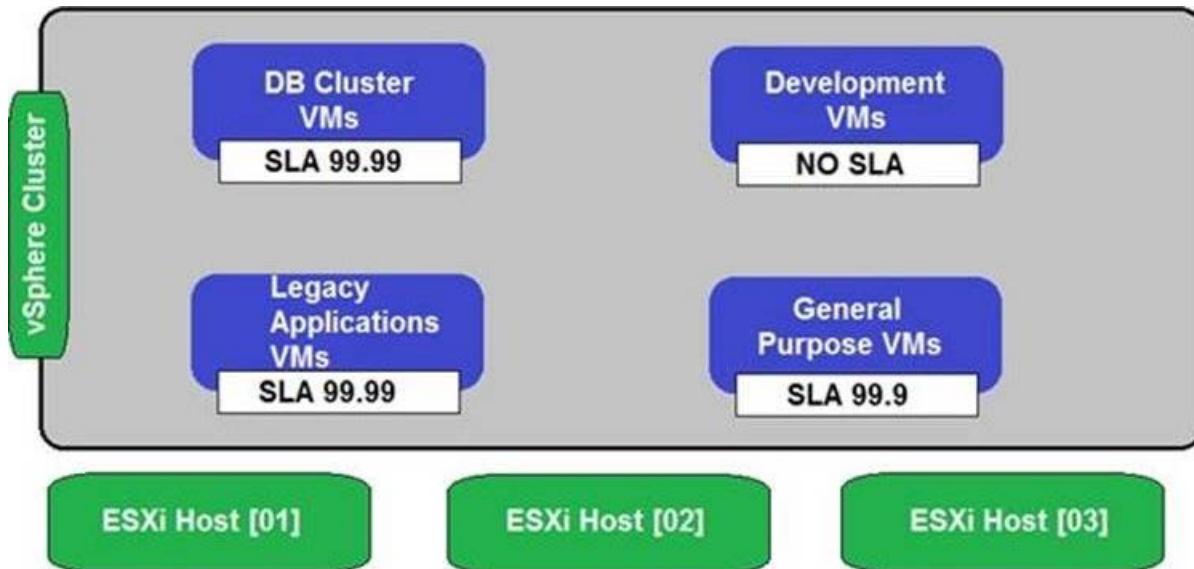 vSphere Cluster
DB Cluster
VMs
SLA 99.99
Development
VMs
NO SLA
Legacy
Applications
VMs
SLA 99.99
General
Purpose VMs
SLA 99.9
ESXi Host [01]
ESXi Host [02]
ESXi Host [03]